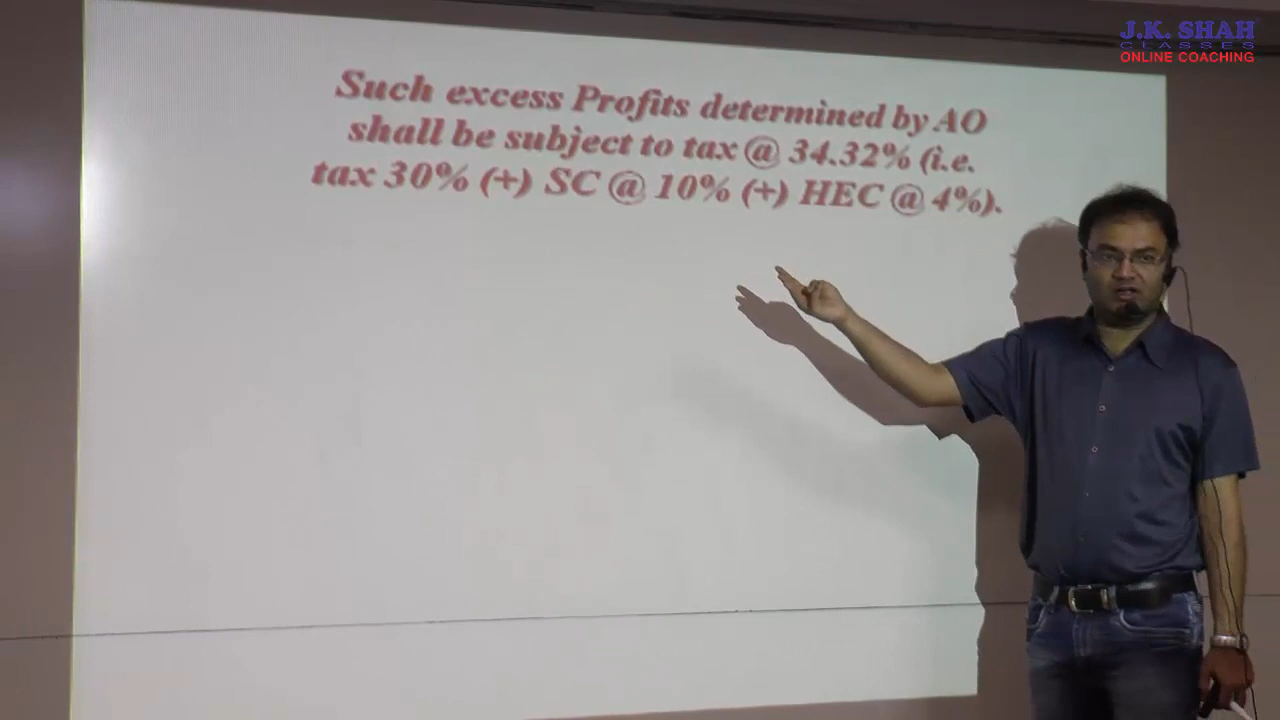 J.K. SHAH
CLASSES
ONLINE COACHING
Such excess Profits determined by AO
shall be subject to tax @ 34.32% (i.e.
tax 30% (+) SC @ 10% (+) HEC @ 4%).